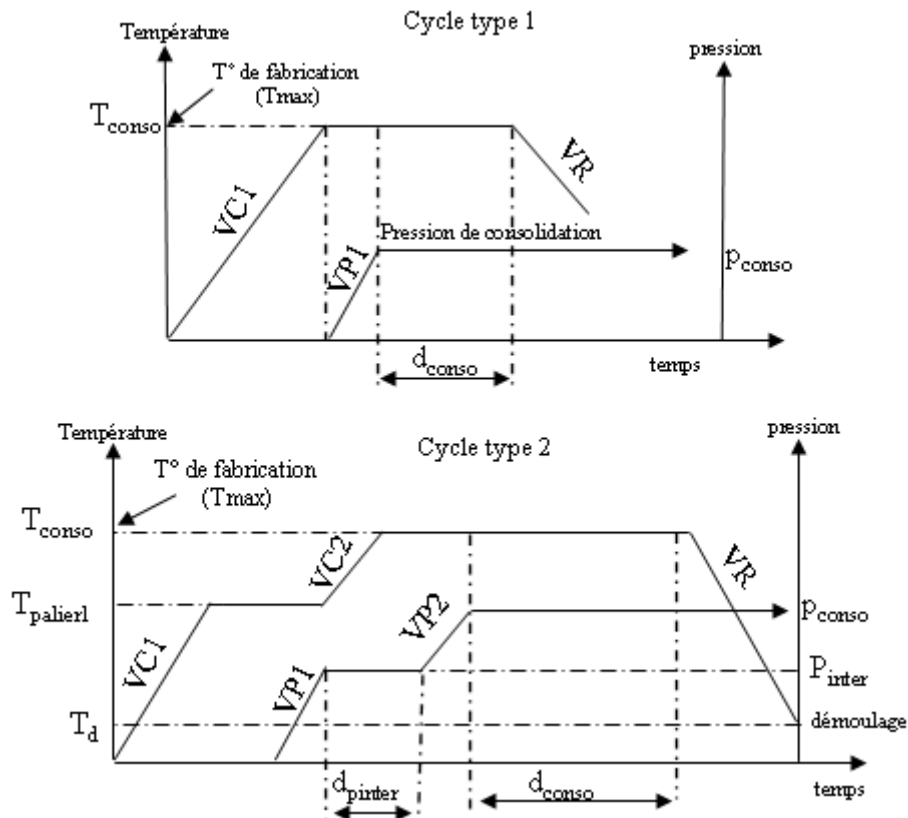 Cycle type 1
Température
pression
T° de fabrication
(Tmax)
Tconso
VC1
VR
VP1
Pression de consolidation
pconso
dconso
temps
Cycle type 2
Température
pression
T° de fabrication
(Tmax)
Tconso
VC2
VR
Tpalier1
VP2
pconso
VC1
VP1
Pinter
Td
démoulage
dpinter
dconso
temps